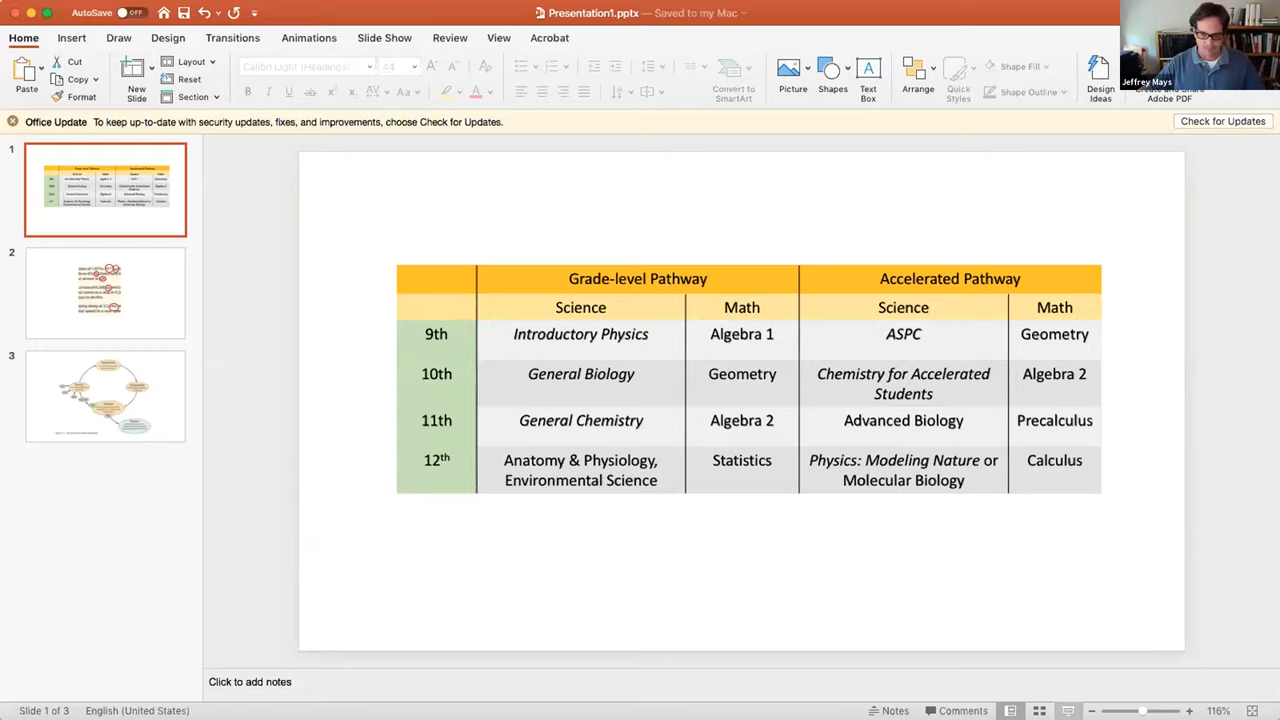 AutoSave OFF Presentation1.pptx — Saved to my Mac
Home Insert Draw Design Transitions Animations Slide Show Review View Acrobat
Paste Cut Copy Format New Slide Layout Reset Section Calibri Light (Headings) 44 Convert to SmartArt Picture Shapes Text Box Arrange Quick Styles Shape Fill Shape Outline Design Ideas Adobe PDF
Jeffrey Mays
Office Update To keep up-to-date with security updates, fixes, and improvements, choose Check for Updates. Check for Updates
1
2
3
Grade-level Pathway Accelerated Pathway
Science Math Science Math
9th Introductory Physics Algebra 1 ASPC Geometry
10th General Biology Geometry Chemistry for Accelerated Students Algebra 2
11th General Chemistry Algebra 2 Advanced Biology Precalculus
12th Anatomy & Physiology, Environmental Science Statistics Physics: Modeling Nature or Molecular Biology Calculus
Click to add notes
Slide 1 of 3 English (United States) Notes Comments 116%